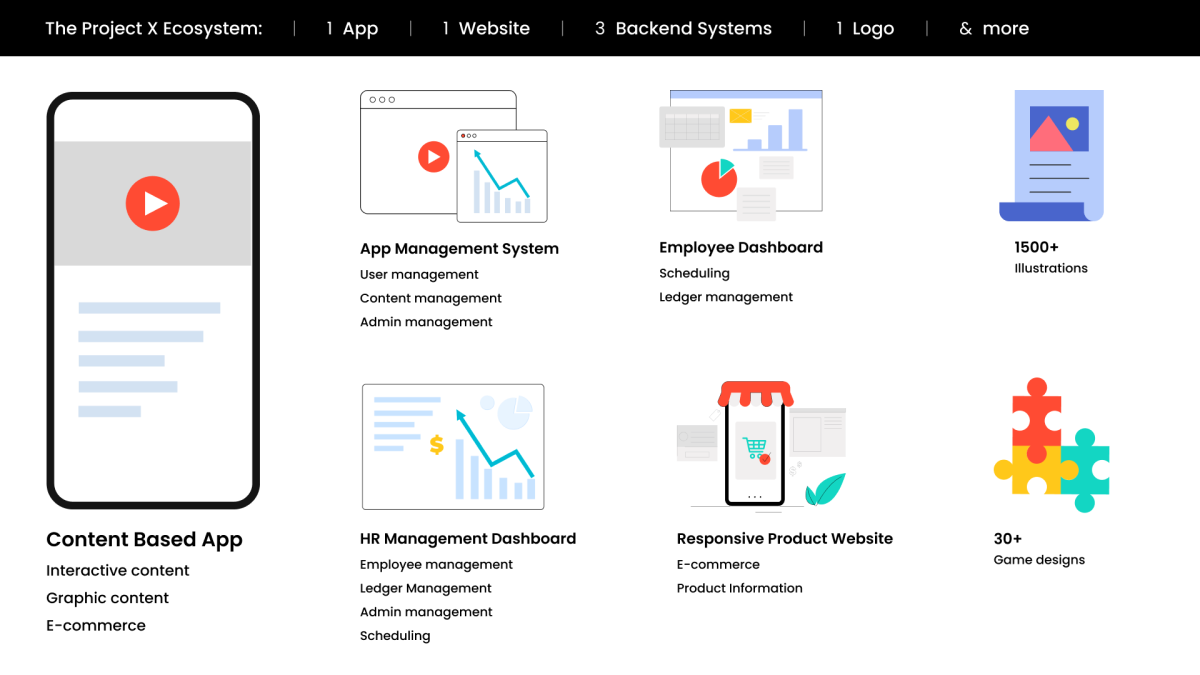 The Project X Ecosystem: | 1 App | 1 Website | 3 Backend Systems | 1 Logo | & more
Content Based App
Interactive content
Graphic content
E-commerce
App Management System
User management
Content management
Admin management
Employee Dashboard
Scheduling
Ledger management
1500+
Illustrations
HR Management Dashboard
Employee management
Ledger Management
Admin management
Scheduling
$
Responsive Product Website
E-commerce
Product Information
30+
Game designs